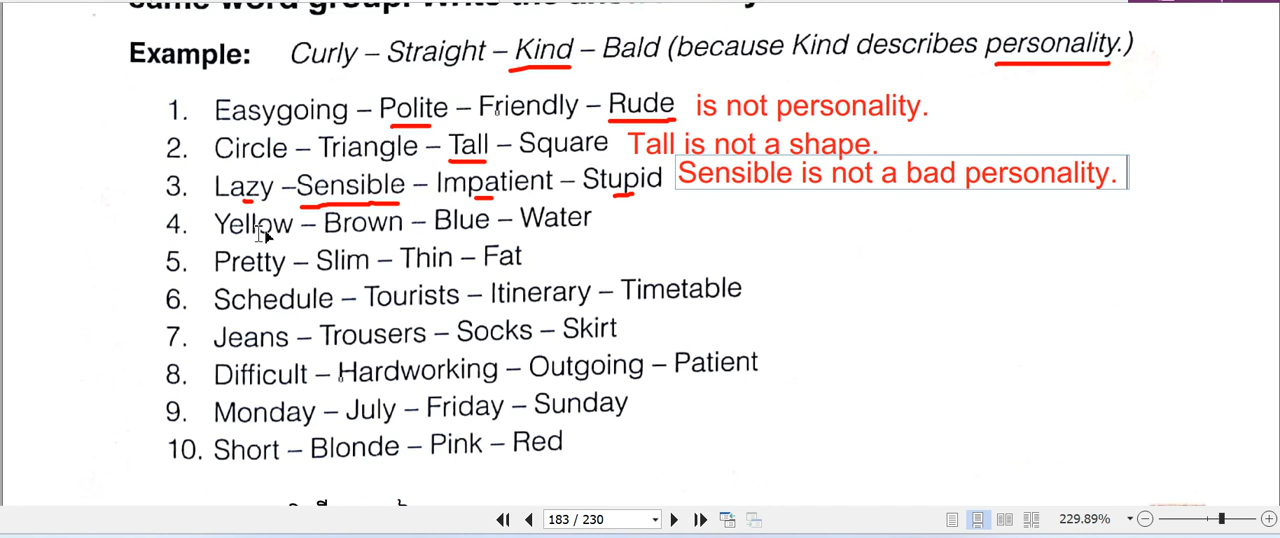 Example: Curly – Straight – Kind – Bald (because Kind describes personality.)
1. Easygoing – Polite – Friendly – Rude is not personality.
2. Circle – Triangle – Tall – Square Tall is not a shape.
3. Lazy –Sensible – Impatient – Stupid Sensible is not a bad personality.
4. Yellow – Brown – Blue – Water
5. Pretty – Slim – Thin – Fat
6. Schedule – Tourists – Itinerary – Timetable
7. Jeans – Trousers – Socks – Skirt
8. Difficult – Hardworking – Outgoing – Patient
9. Monday – July – Friday – Sunday
10. Short – Blonde – Pink – Red
183 / 230
229.89%